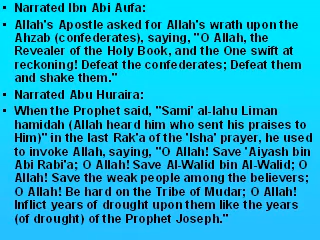 • Narrated Ibn Abi Aufa:
• Allah's Apostle asked for Allah's wrath upon the
Ahzab (confederates), saying, "O Allah, the
Revealer of the Holy Book, and the One swift at
reckoning! Defeat the confederates; Defeat them
and shake them."
• Narrated Abu Huraira:
• When the Prophet said, "Sami' al-lahu Liman
hamidah (Allah heard him who sent his praises to
Him)" in the last Rak'a of the 'Isha' prayer, he used
to invoke Allah, saying, "O Allah! Save 'Aiyash bin
Abi Rabi'a; O Allah! Save Al-Walid bin Al-Walid; O
Allah! Save the weak people among the believers;
O Allah! Be hard on the Tribe of Mudar; O Allah!
Inflict years of drought upon them like the years
(of drought) of the Prophet Joseph."